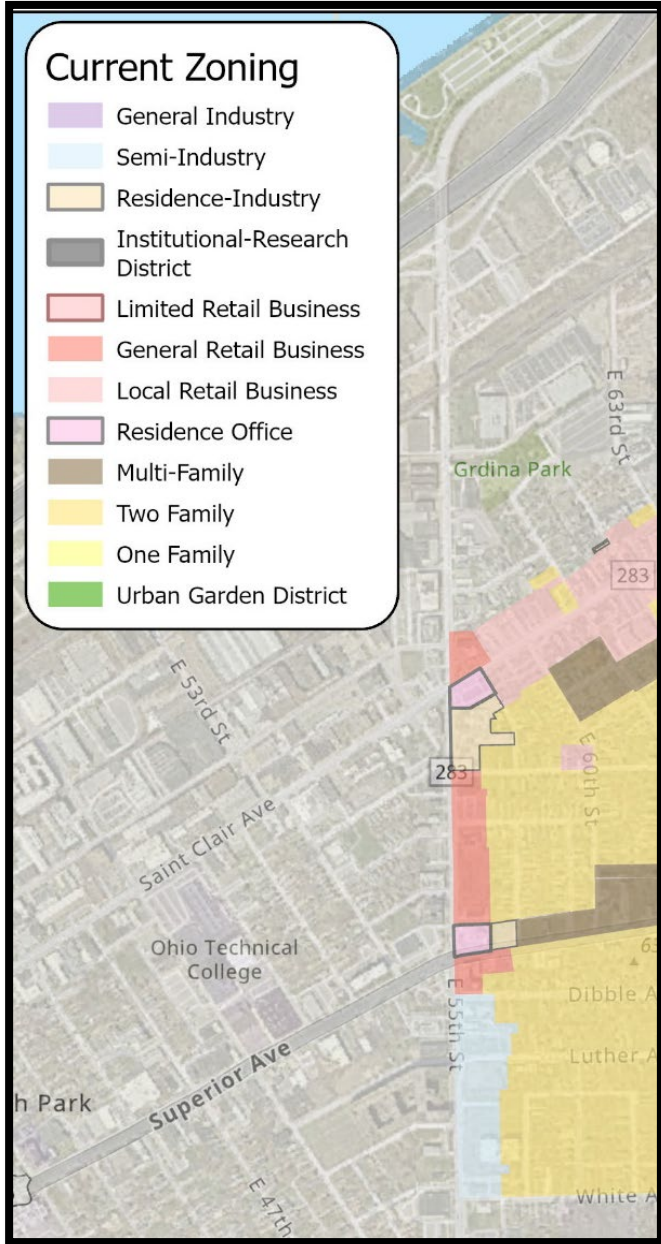 Current Zoning
General Industry
Semi-Industry
Residence-Industry
Institutional-Research
District
Limited Retail Business
General Retail Business
Local Retail Business
Residence Office
Multi-Family
Two Family
One Family
Urban Garden District
E 63rd St
Grdina Park
283
E 53rd St
E 60th St
283
Saint Clair Ave
Ohio Technical
College
E 55th St
Dibble A
Luther A
Superior Ave
h Park
E 47th
White A